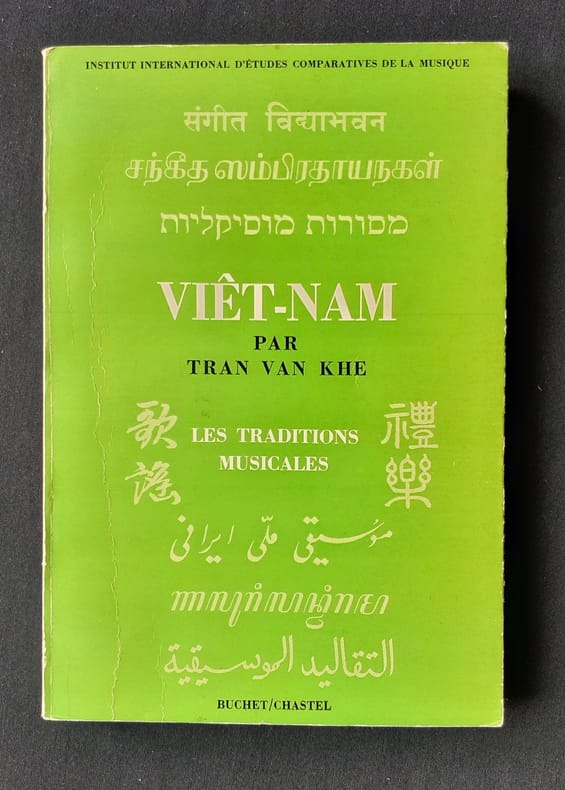 INSTITUT INTERNATIONAL D'ÉTUDES COMPARATIVES DE LA MUSIQUE
संगीत विद्याभवन
சங்கீத ஸம்பிரதாயநகள்
מסורות מוסיקליות
VIÊT-NAM
PAR
TRAN VAN KHE
歌謠
LES TRADITIONS
MUSICALES
禮樂
موسیقی ملّی ایرانی
التقاليد الموسيقية
BUCHET/CHASTEL